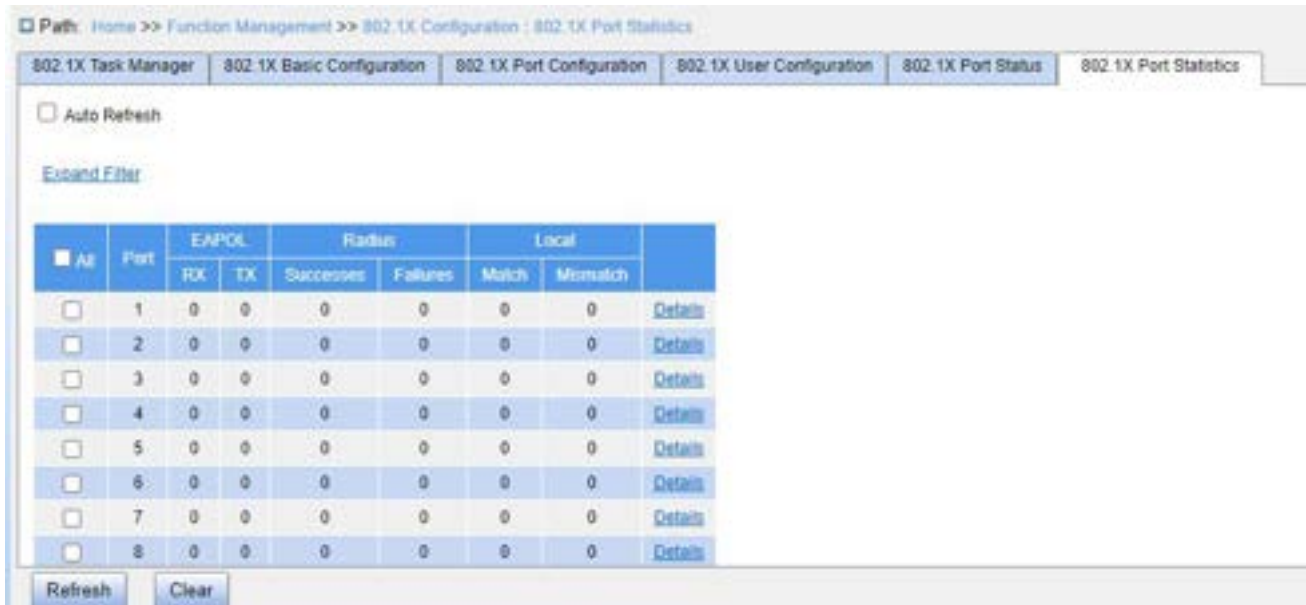 Path: Home >> Function Management >> 802.1X Configuration : 802.1X Port Statistics
802.1X Task Manager 802.1X Basic Configuration 802.1X Port Configuration 802.1X User Configuration 802.1X Port Status 802.1X Port Statistics
Auto Refresh
Expand Filter
All Port EAPOL Radius Local
RX TX Successes Failures Match Mismatch
1 0 0 0 0 0 0 Details
2 0 0 0 0 0 0 Details
3 0 0 0 0 0 0 Details
4 0 0 0 0 0 0 Details
5 0 0 0 0 0 0 Details
6 0 0 0 0 0 0 Details
7 0 0 0 0 0 0 Details
8 0 0 0 0 0 0 Details
Refresh Clear